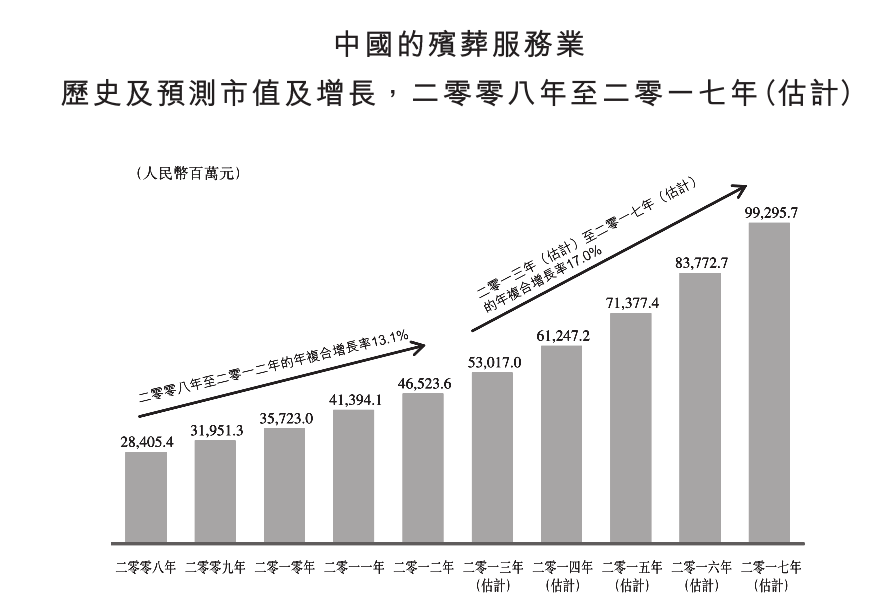 中國的殯葬服務業
歷史及預測市值及增長，二零零八年至二零一七年(估計)
(人民幣百萬元)
二零零八年至二零一二年的年複合增長率13.1%
二零一三年(估計)至二零一七年(估計)
的年複合增長率17.0%
28,405.4
31,951.3
35,723.0
41,394.1
46,523.6
53,017.0
61,247.2
71,377.4
83,772.7
99,295.7
二零零八年 二零零九年 二零一零年 二零一一年 二零一二年 二零一三年 二零一四年 二零一五年 二零一六年 二零一七年
(估計) (估計) (估計) (估計) (估計)